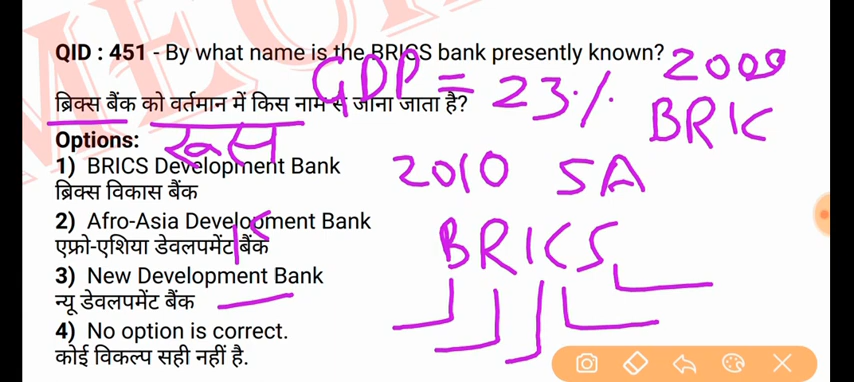 QID : 451 - By what name is the BRICS bank presently known?
GDP = 23% 2009
ब्रिक्स बैंक को वर्तमान में किस नाम से जाना जाता है?
BRIC
Options:
रूस
1) BRICS Development Bank
2010 SA
ब्रिक्स विकास बैंक
2) Afro-Asia Development Bank
15
BRICS
एफ्रो-एशिया डेवलपमेंट बैंक
3) New Development Bank
न्यू डेवलपमेंट बैंक
4) No option is correct.
कोई विकल्प सही नहीं है.